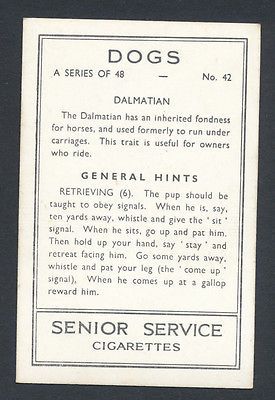 DOGS
A SERIES OF 48 — No. 42
DALMATIAN
The Dalmatian has an inherited fondness
for horses, and used formerly to run under
carriages. This trait is useful for owners
who ride.
GENERAL HINTS
RETRIEVING (6). The pup should be
taught to obey signals. When he is, say,
ten yards away, whistle and give the ' sit '
signal. When he sits, go up and pat him.
Then hold up your hand, say ' stay ' and
retreat facing him. Go some yards away,
whistle and pat your leg (the ' come up '
signal), When he comes up at a gallop
reward him.
SENIOR SERVICE
CIGARETTES